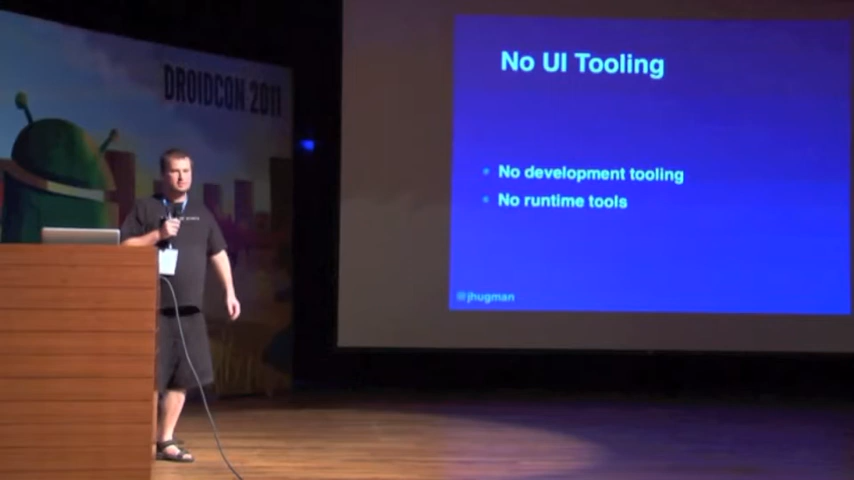 DROIDCON 2011
No UI Tooling
• No development tooling
• No runtime tools
@jhugman